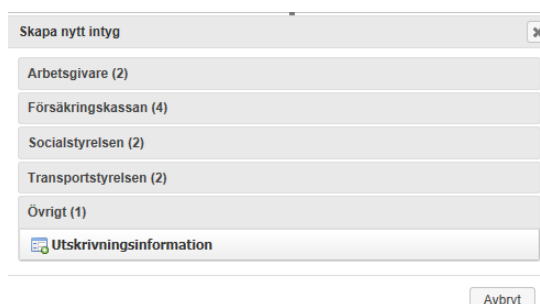 Skapa nytt intyg
Arbetsgivare (2)
Försäkringskassan (4)
Socialstyrelsen (2)
Transportstyrelsen (2)
Övrigt (1)
Utskrivningsinformation
Avbryt